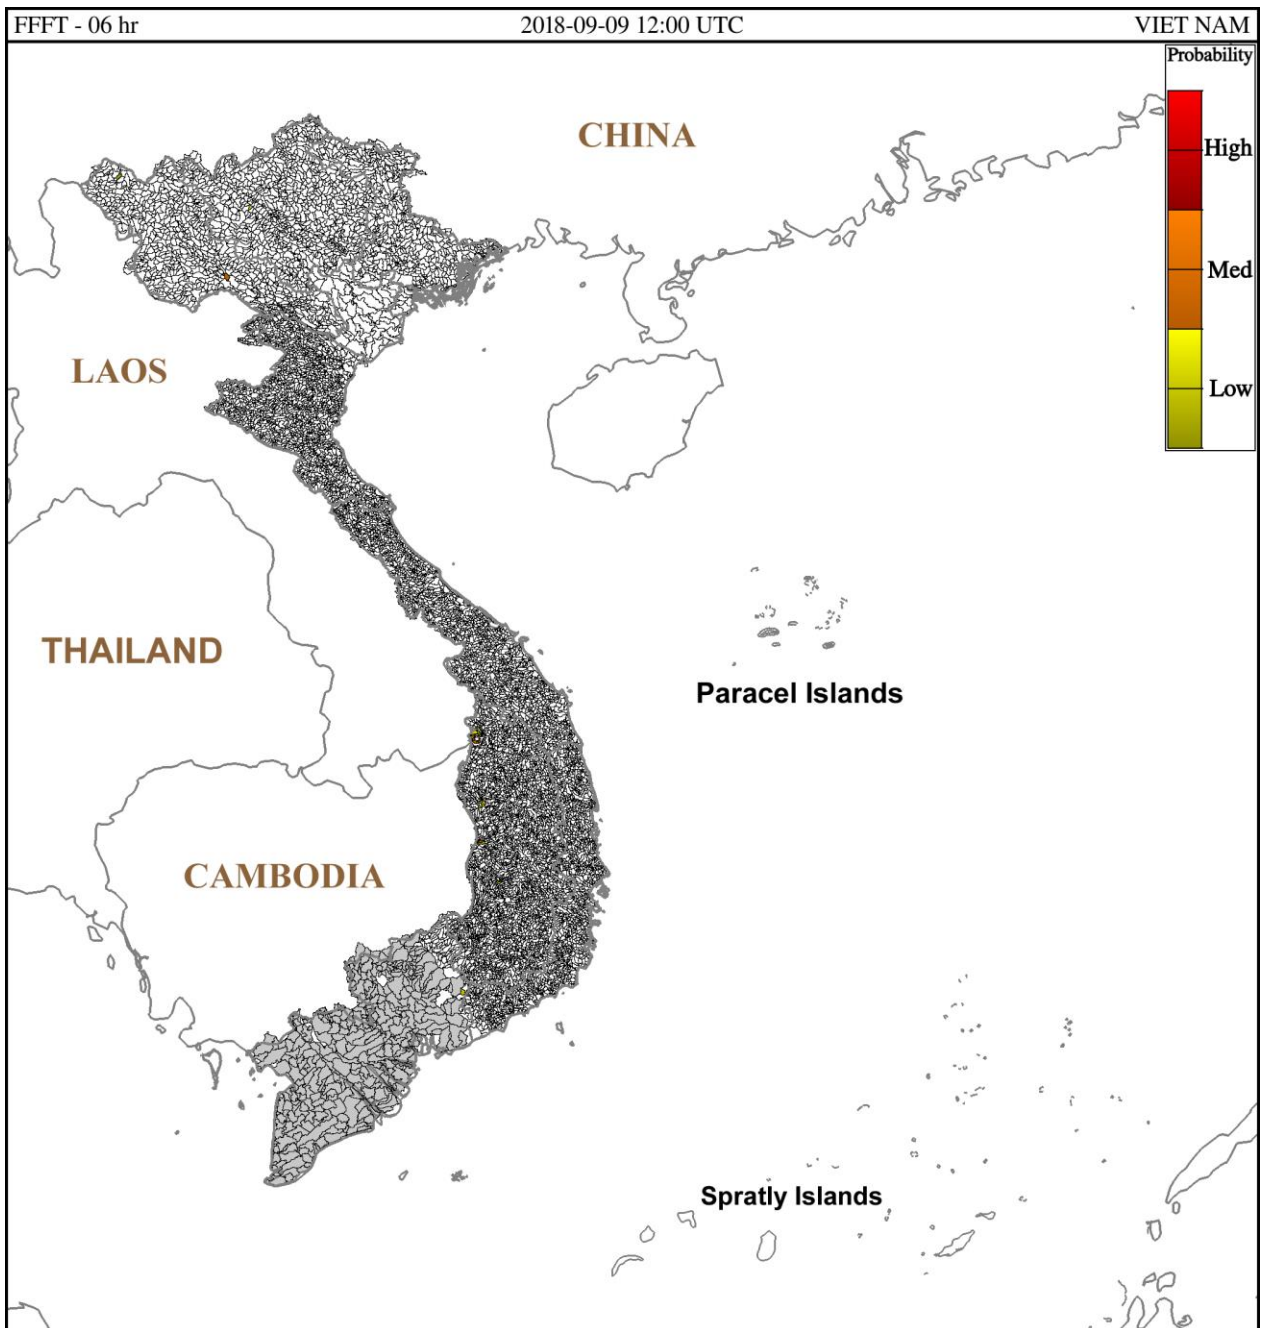 FFFT - 06 hr
2018-09-09 12:00 UTC
VIET NAM
Probability
High
Med
Low
CHINA
LAOS
THAILAND
Paracel Islands
CAMBODIA
Spratly Islands